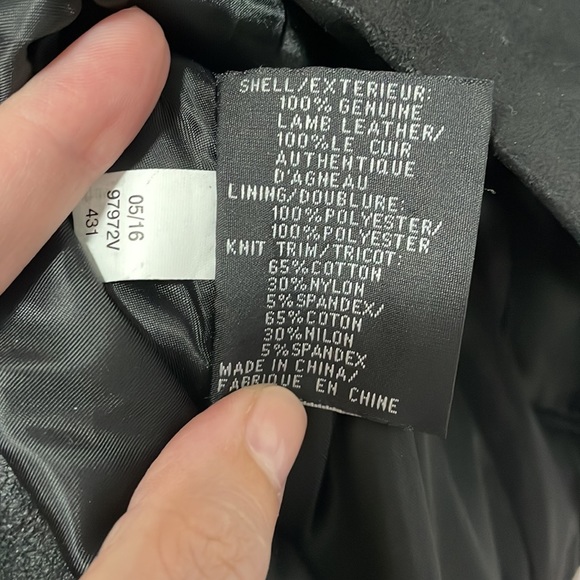 SHELL/EXTERIEUR:
100% GENUINE
LAMB LEATHER/
100%LE CUIR
AUTHENTIQUE
D'AGNEAU
LINING/DOUBLURE:
100%POLYESTER/
100%POLYESTER
KNIT TRIM/TRICOT:
65%COTTON
30%NYLON
5%SPANDEX/
65%COTON
30%NILON
5%SPANDEX
MADE IN CHINA/
FABRIQUE EN CHINE
05/16
97972V
431